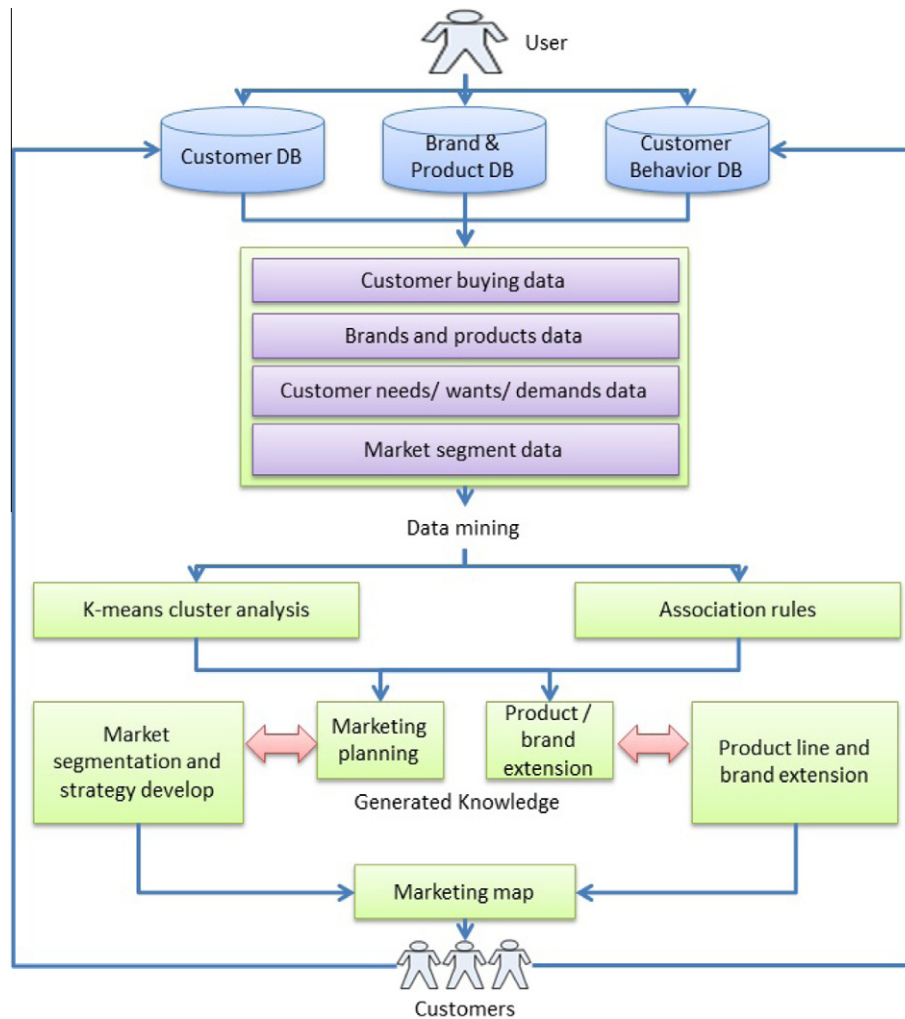 User
Customer DB
Brand &
Product DB
Customer
Behavior DB
Customer buying data
Brands and products data
Customer needs/ wants/ demands data
Market segment data
Data mining
K-means cluster analysis
Association rules
Market
segmentation and
strategy develop
Marketing
planning
Product /
brand
extension
Product line and
brand extension
Generated Knowledge
Marketing map
Customers